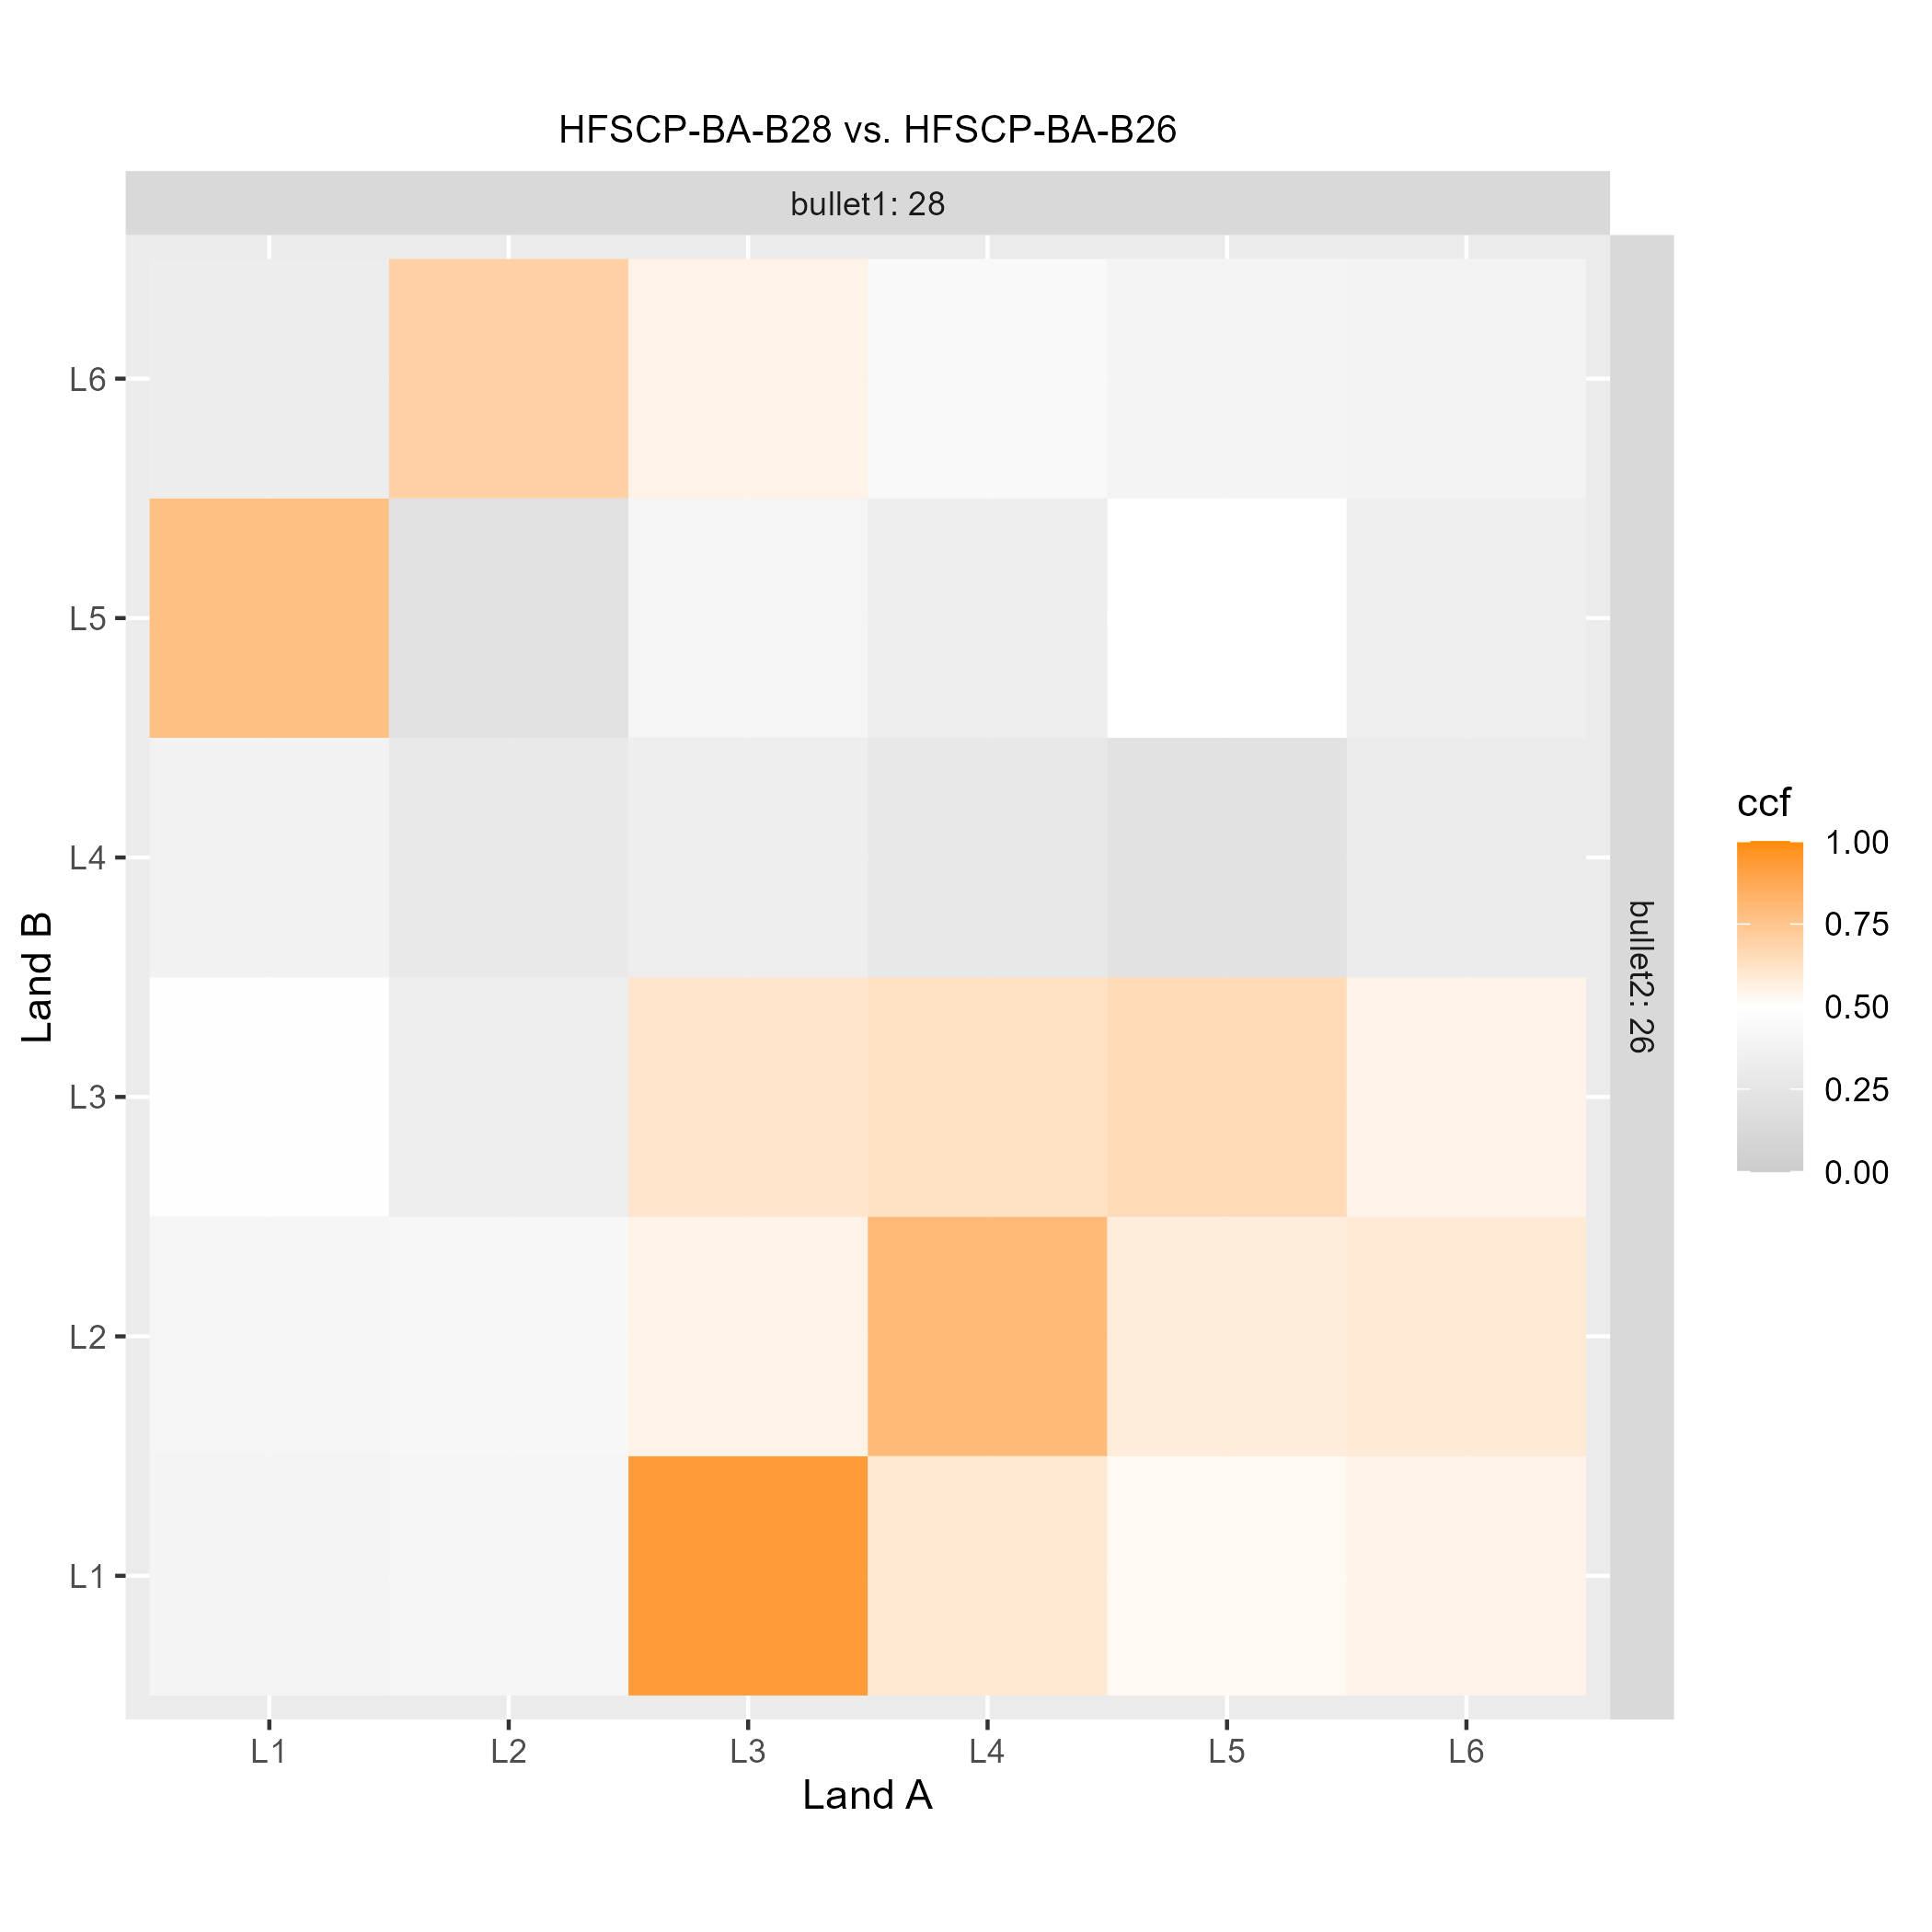 HFSCP-BA-B28 vs. HFSCP-BA-B26
bullet1: 28
L6
L5
L4
L3
L2
L1
Land B
bullet2: 26
ccf
1.00
0.75
0.50
0.25
0.00
L1 L2 L3 L4 L5 L6
Land A